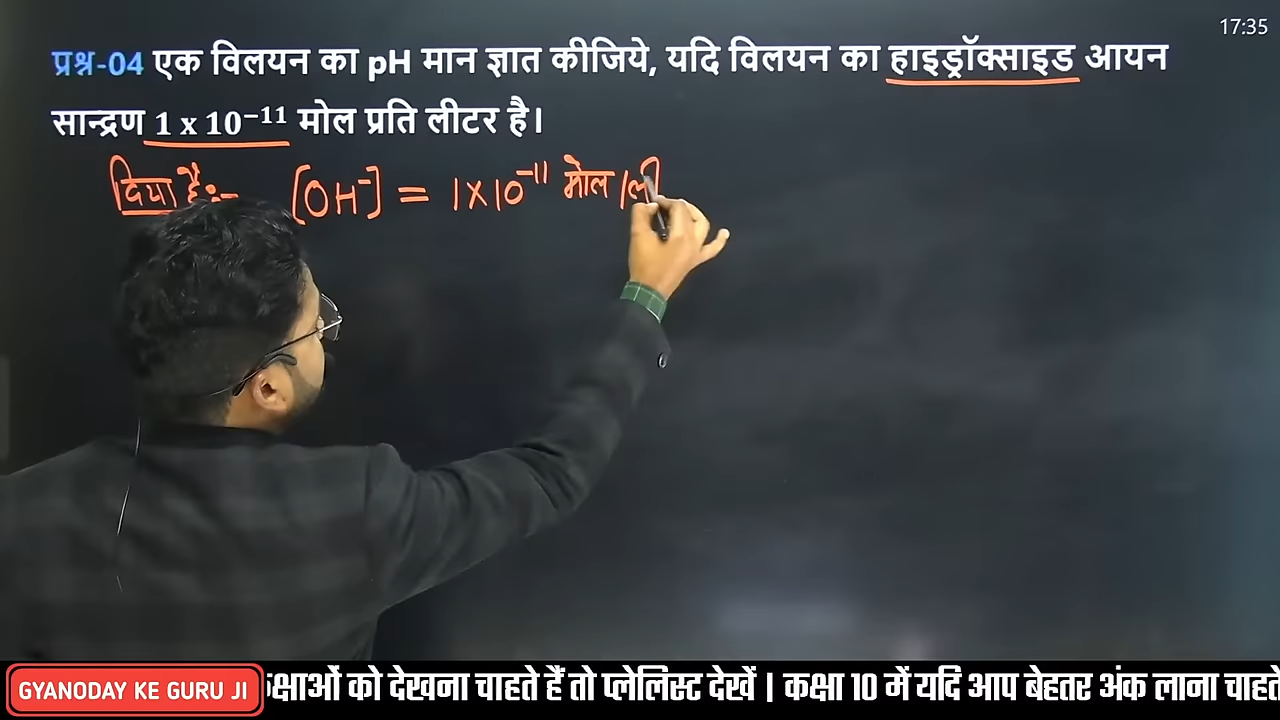 17:35
प्रश्न-04 एक विलयन का pH मान ज्ञात कीजिये, यदि विलयन का हाइड्रॉक्साइड आयन
सान्द्रण 1 x 10⁻¹¹ मोल प्रति लीटर है।
दिया है:- [OH⁻] = 1×10⁻¹¹ मोल/ली
GYANODAY KE GURU JI
कक्षाओं को देखना चाहते हैं तो प्लेलिस्ट देखें | कक्षा 10 में यदि आप बेहतर अंक लाना चाहते